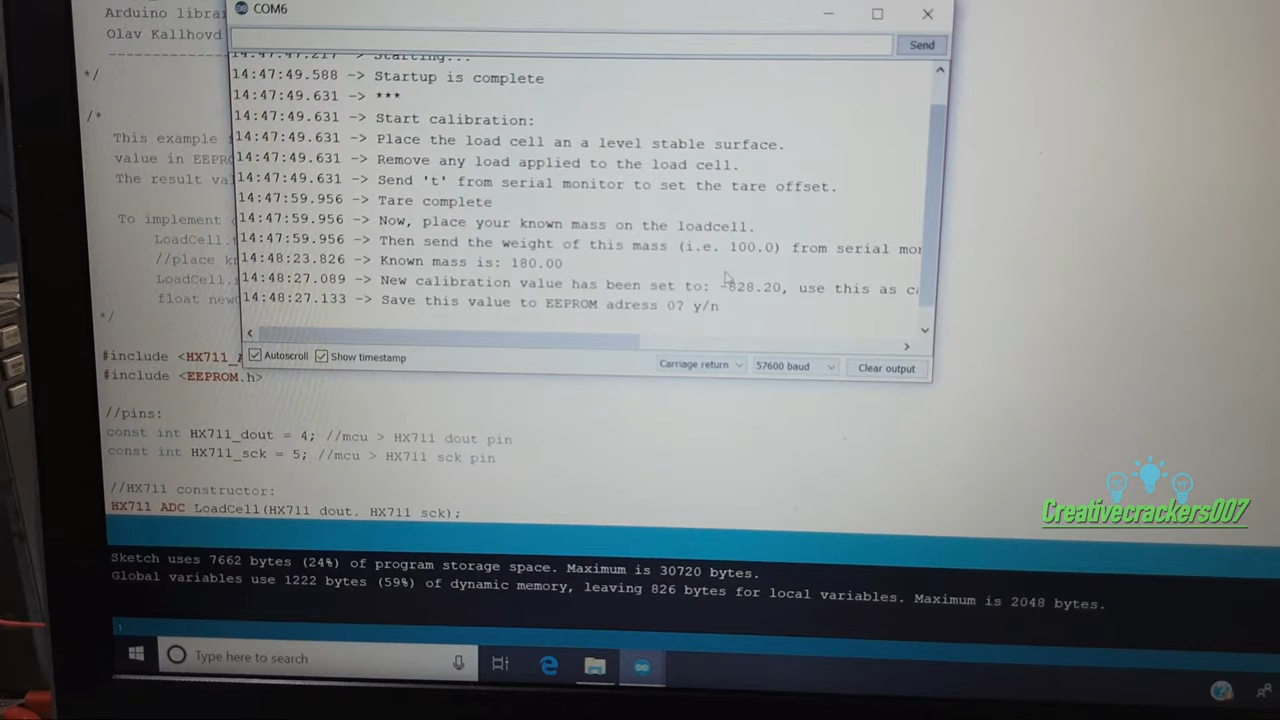 COM6
Send
Arduino libra
Olav Kallhovd
*/
/*
This example
value in EEPRO
The result va
To implement
LoadCell.
//place k
LoadCell.
float new
*/
Starting...
14:47:49.588 -> Startup is complete
14:47:49.631 -> ***
14:47:49.631 -> Start calibration:
14:47:49.631 -> Place the load cell an a level stable surface.
14:47:49.631 -> Remove any load applied to the load cell.
14:47:49.631 -> Send 't' from serial monitor to set the tare offset.
14:47:59.956 -> Tare complete
14:47:59.956 -> Now, place your known mass on the loadcell.
14:47:59.956 -> Then send the weight of this mass (i.e. 100.0) from serial mo
14:48:23.826 -> Known mass is: 180.00
14:48:27.089 -> New calibration value has been set to: -828.20, use this as c
14:48:27.133 -> Save this value to EEPROM adress 0? y/n
Autoscroll Show timestamp Carriage return 57600 baud Clear output
#include <HX711_
#include <EEPROM.h>
//pins:
const int HX711_dout = 4; //mcu > HX711 dout pin
const int HX711_sck = 5; //mcu > HX711 sck pin
//HX711 constructor:
HX711_ADC LoadCell(HX711_dout, HX711_sck);
Creativecrackers007
Sketch uses 7662 bytes (24%) of program storage space. Maximum is 30720 bytes.
Global variables use 1222 bytes (59%) of dynamic memory, leaving 826 bytes for local variables. Maximum is 2048 bytes.
1
Type here to search